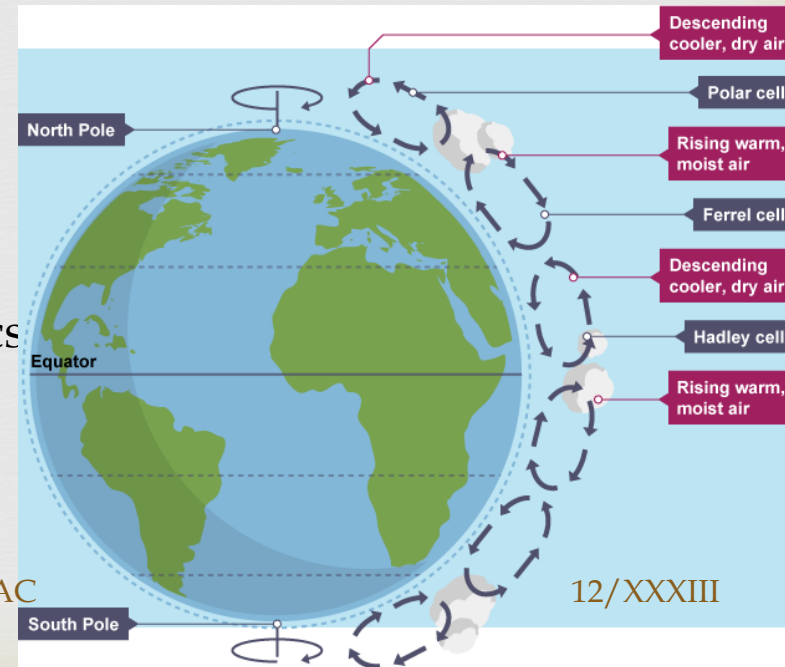 Descending
cooler, dry air
Polar cell
North Pole
Rising warm,
moist air
Ferrel cell
Descending
cooler, dry air
Hadley cell
Equator
Rising warm,
moist air
12/XXXIII
South Pole